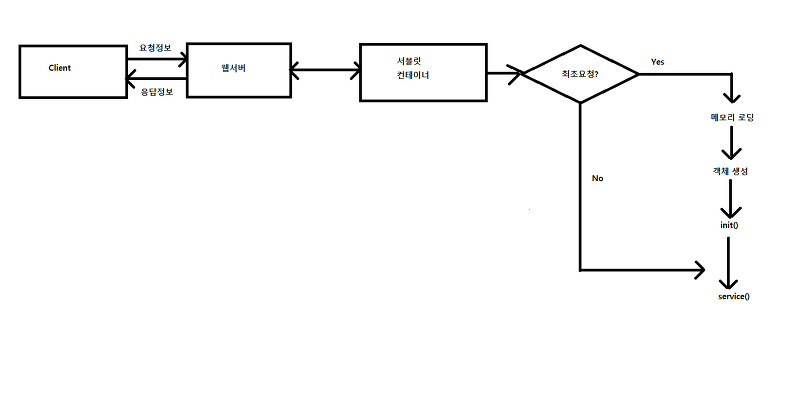 요청정보
Client
웹서버
응답정보
서블릿
컨테이너
최초요청?
Yes
No
메모리 로딩
객체 생성
init()
service()